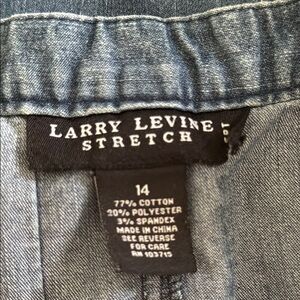 LARRY LEVINE
STRETCH
14
77% COTTON
20% POLYESTER
3% SPANDEX
MADE IN CHINA
SEE REVERSE
FOR CARE
RN 103715